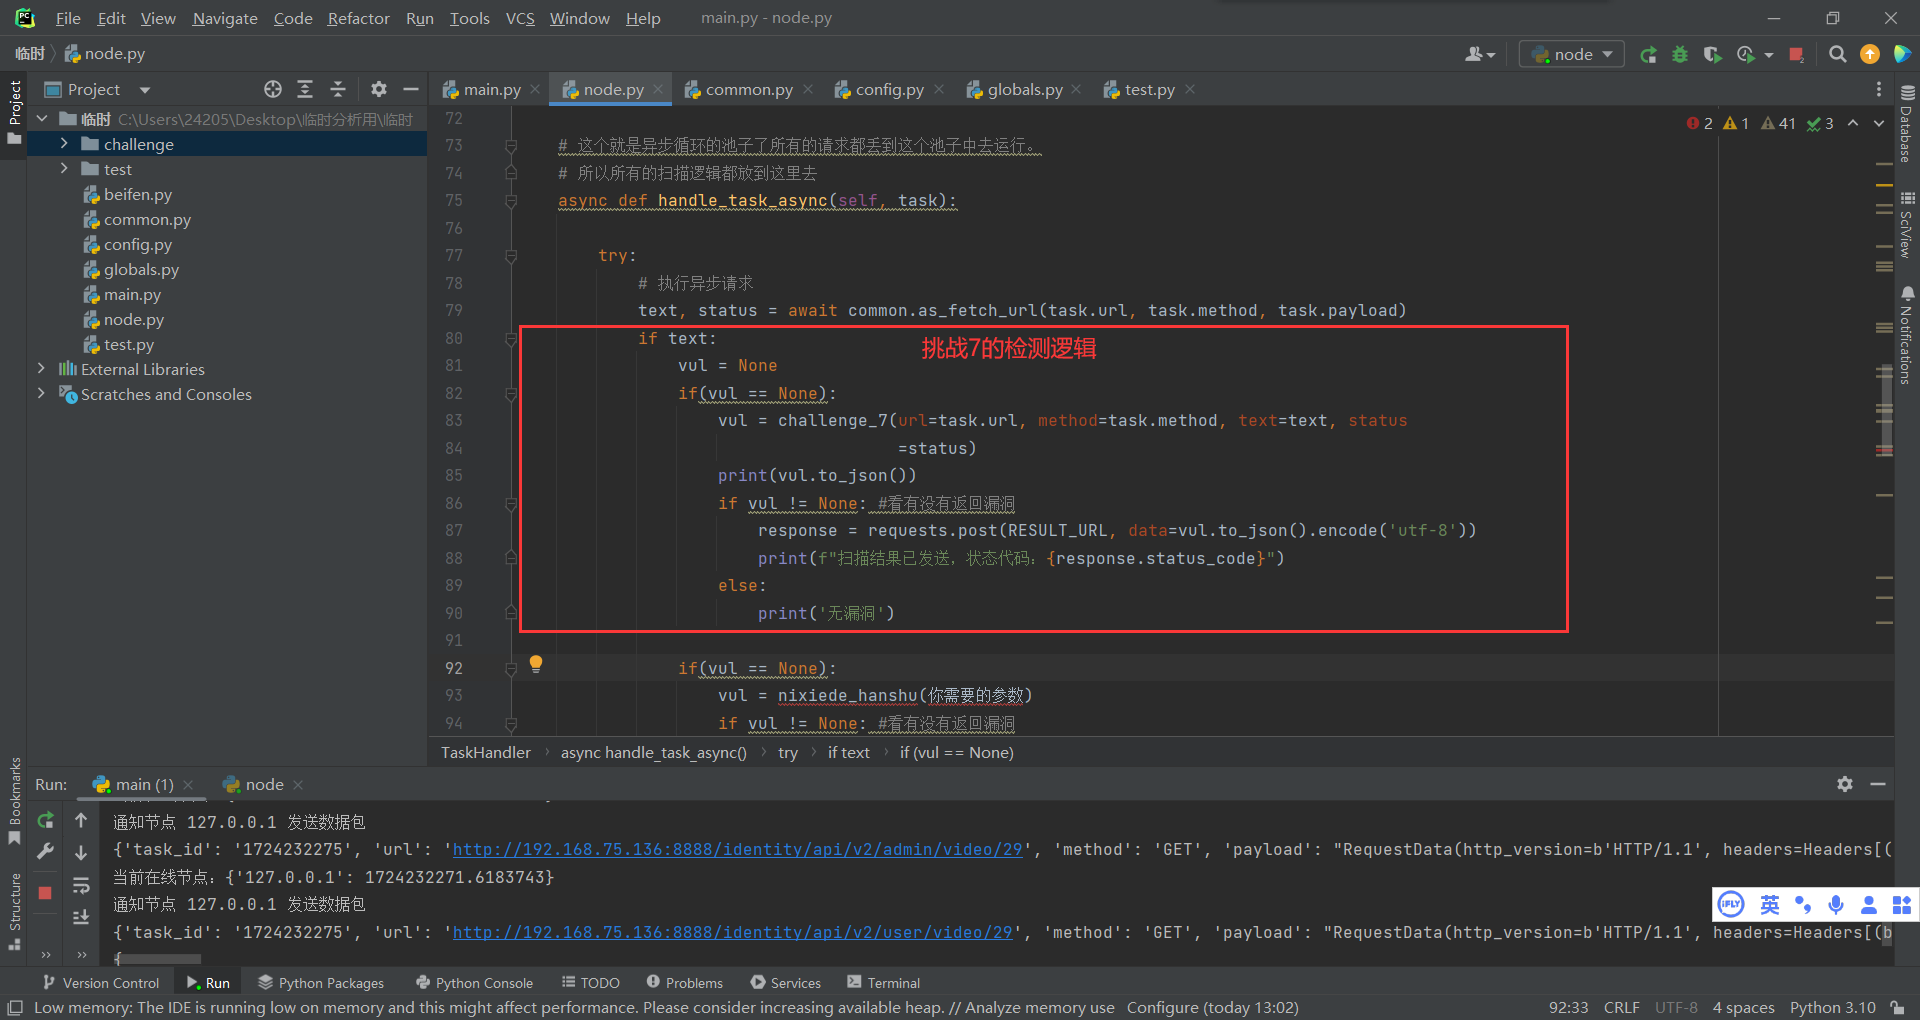 File Edit View Navigate Code Refactor Run Tools VCS Window Help main.py - node.py
临时 node.py
node
Project
main.py node.py common.py config.py globals.py test.py
临时 C:\Users\24205\Desktop\临时分析用\临时
challenge
test
beifen.py
common.py
config.py
globals.py
main.py
node.py
test.py
External Libraries
Scratches and Consoles
Project
Bookmarks
Structure
Database
SciView
Notifications
2 1 41 3
72
73 # 这个就是异步循环的池子了所有的请求都丢到这个池子中去运行。
74 # 所以所有的扫描逻辑都放到这里去
75 async def handle_task_async(self, task):
76
77 try:
78 # 执行异步请求
79 text, status = await common.as_fetch_url(task.url, task.method, task.payload)
80 if text:
挑战7的检测逻辑
81 vul = None
82 if(vul == None):
83 vul = challenge_7(url=task.url, method=task.method, text=text, status
84 =status)
85 print(vul.to_json())
86 if vul != None: #看有没有返回漏洞
87 response = requests.post(RESULT_URL, data=vul.to_json().encode('utf-8'))
88 print(f"扫描结果已发送，状态代码：{response.status_code}")
89 else:
90 print('无漏洞')
91
92 if(vul == None):
93 vul = nixiede_hanshu(你需要的参数)
94 if vul != None: #看有没有返回漏洞
TaskHandler async handle_task_async() try if text if (vul == None)
Run: main (1) node
通知节点 127.0.0.1 发送数据包
{'task_id': '1724232275', 'url': 'http://192.168.75.136:8888/identity/api/v2/admin/video/29', 'method': 'GET', 'payload': "RequestData(http_version=b'HTTP/1.1', headers=Headers[(
当前在线节点：{'127.0.0.1': 1724232271.6183743}
通知节点 127.0.0.1 发送数据包
{'task_id': '1724232275', 'url': 'http://192.168.75.136:8888/identity/api/v2/user/video/29', 'method': 'GET', 'payload': "RequestData(http_version=b'HTTP/1.1', headers=Headers[(b
{
iFLY 英
Version Control Run Python Packages Python Console TODO Problems Services Terminal
Low memory: The IDE is running low on memory and this might affect performance. Please consider increasing available heap. // Analyze memory use Configure (today 13:02) 92:33 CRLF UTF-8 4 spaces Python 3.10